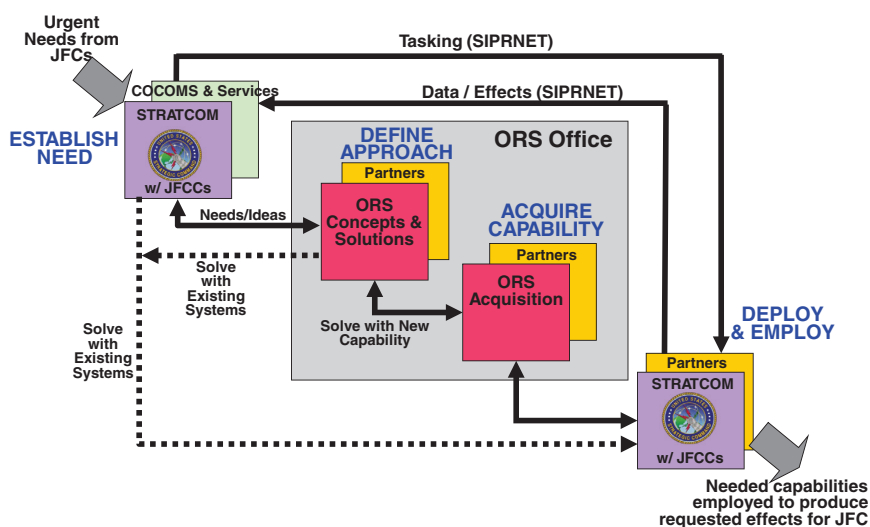 Urgent
Needs from
JFCs
Tasking (SIPRNET)
COCOMS & Services
Data / Effects (SIPRNET)
STRATCOM
ESTABLISH
NEED
w/ JFCCs
DEFINE
APPROACH
ORS Office
Partners
ORS
Concepts &
Solutions
Needs/Ideas
ACQUIRE
CAPABILITY
Partners
ORS
Acquisition
Solve
with
Existing
Systems
Solve with New
Capability
Solve
with
Existing
Systems
DEPLOY
& EMPLOY
Partners
STRATCOM
w/ JFCCs
Needed capabilities
employed to produce
requested effects for JFC